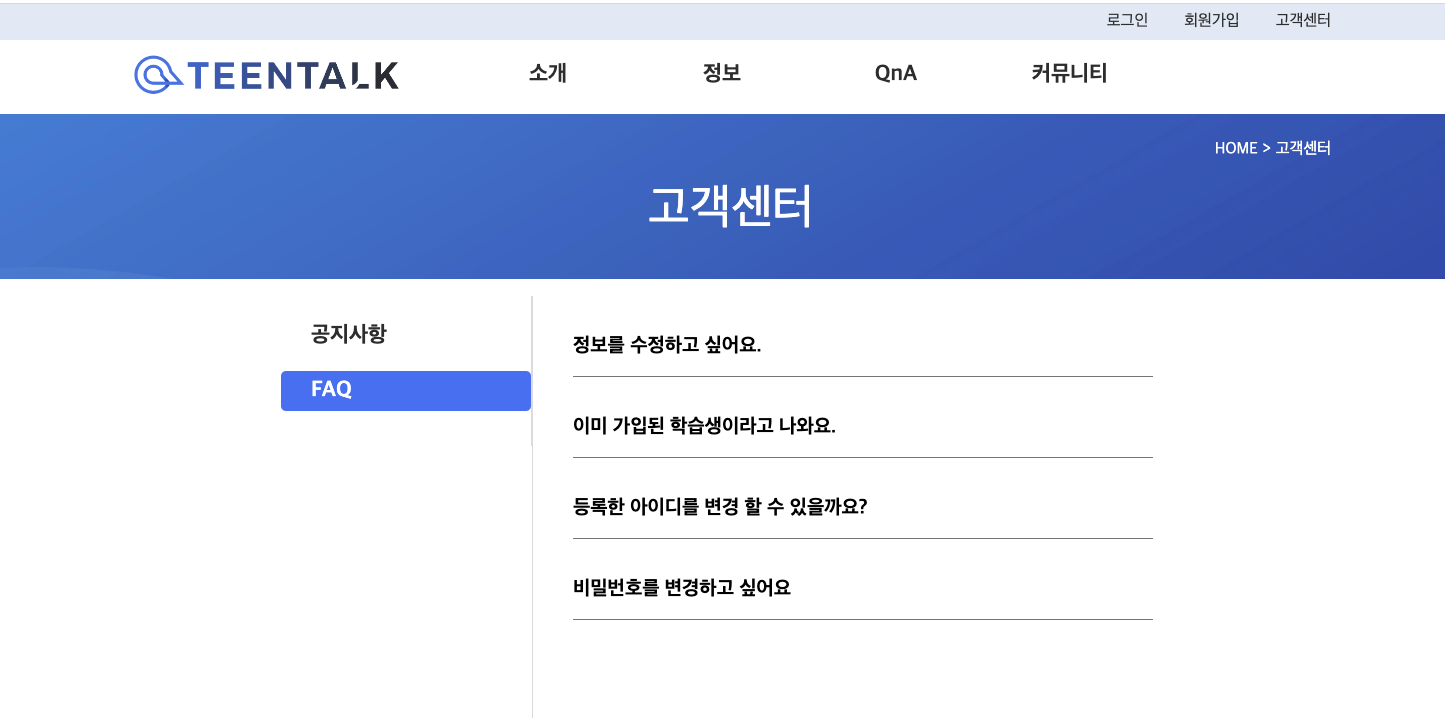 로그인 회원가입 고객센터
TEENTALK 소개 정보 QnA 커뮤니티
HOME > 고객센터
고객센터
공지사항
FAQ
정보를 수정하고 싶어요.
이미 가입된 학습생이라고 나와요.
등록한 아이디를 변경 할 수 있을까요?
비밀번호를 변경하고 싶어요